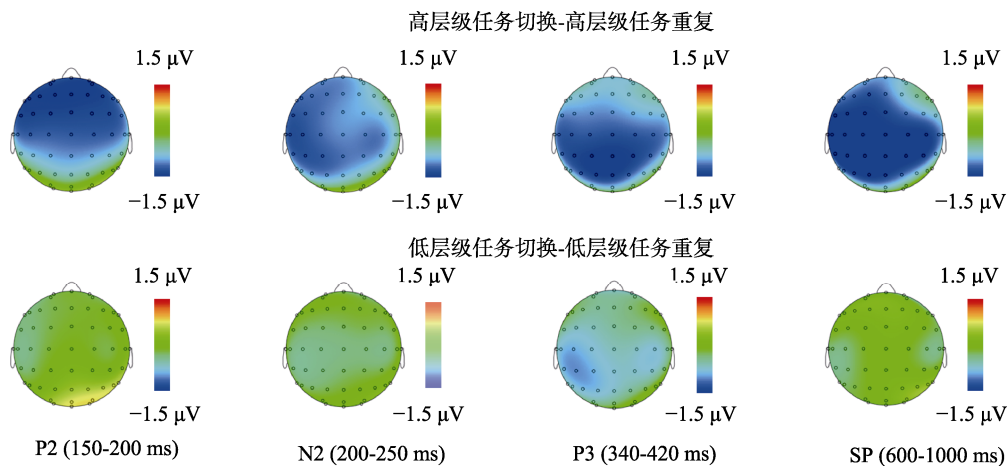 高层级任务切换-高层级任务重复
1.5 μV 1.5 μV 1.5 μV 1.5 μV
−1.5 μV −1.5 μV −1.5 μV −1.5 μV
低层级任务切换-低层级任务重复
1.5 μV 1.5 μV 1.5 μV 1.5 μV
−1.5 μV −1.5 μV −1.5 μV −1.5 μV
P2 (150-200 ms) N2 (200-250 ms) P3 (340-420 ms) SP (600-1000 ms)